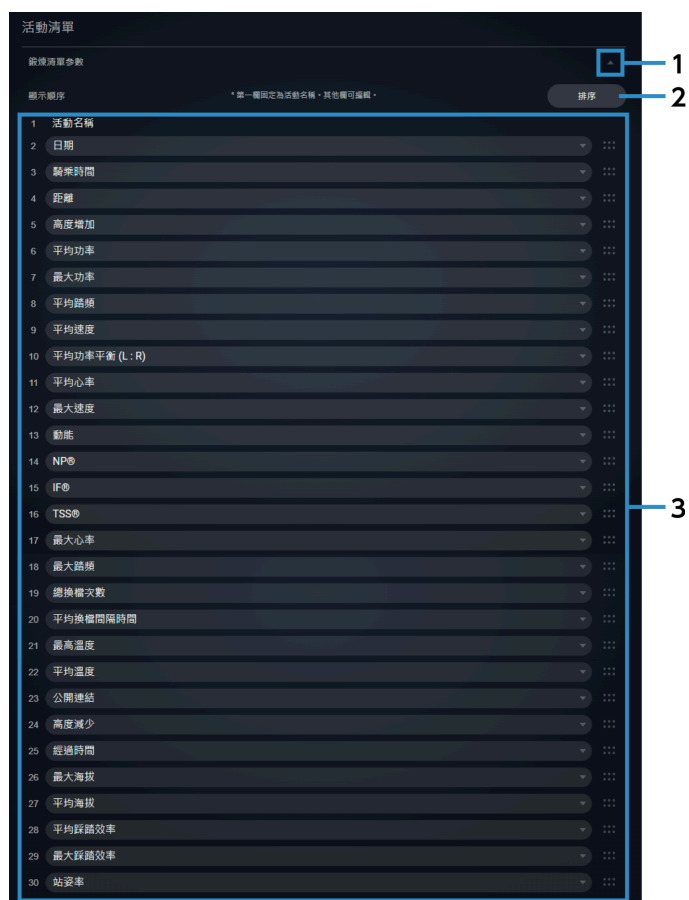 活動清單
鍛煉清單參數
1
顯示順序 *第一欄固定為活動名稱，其他欄可編輯。 排序
2
1 活動名稱
2 日期
3 騎乘時間
4 距離
5 高度增加
6 平均功率
7 最大功率
8 平均踏頻
9 平均速度
10 平均功率平衡 (L : R)
11 平均心率
12 最大速度
13 動能
14 NP®
15 IF®
16 TSS®
3
17 最大心率
18 最大踏頻
19 總換檔次數
20 平均換檔間隔時間
21 最高溫度
22 平均溫度
23 公開連結
24 高度減少
25 經過時間
26 最大海拔
27 平均海拔
28 平均踩踏效率
29 最大踩踏效率
30 站姿率